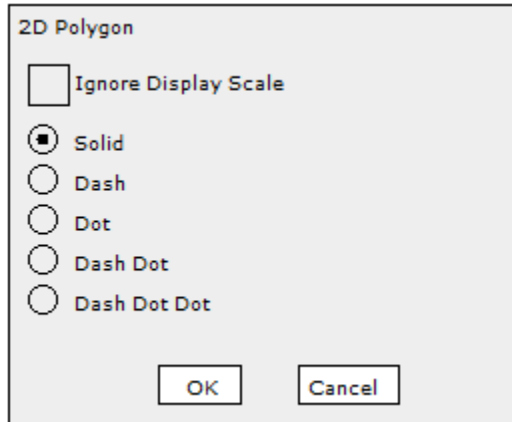 2D Polygon
Ignore Display Scale
Solid
Dash
Dot
Dash Dot
Dash Dot Dot
OK Cancel